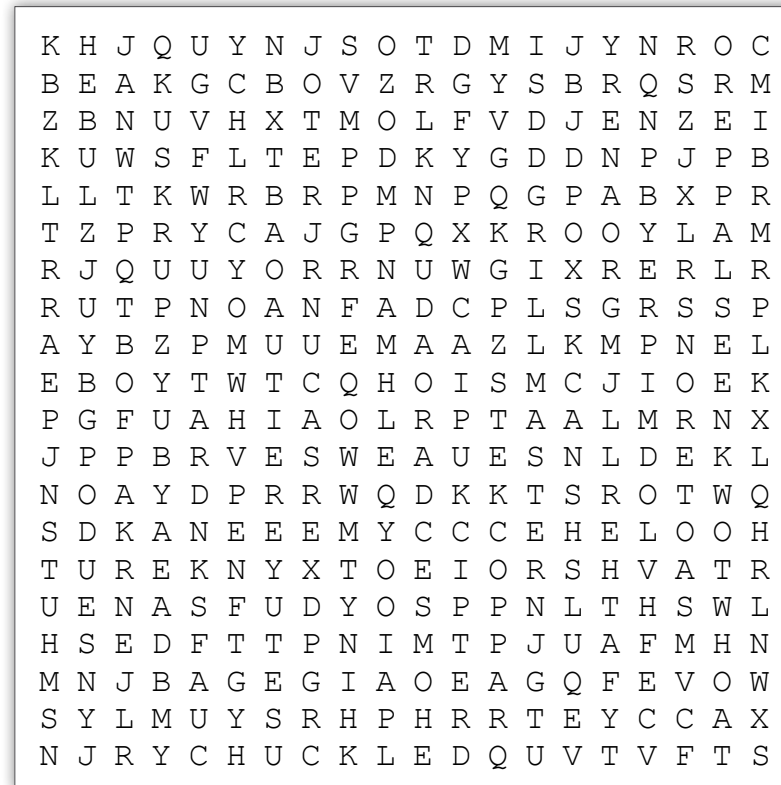 K H J Q U Y N J S O T D M I J Y N R O C
B E A K G C B O V Z R G Y S B R Q S R M
Z B N U V H X T M O L F V D J E N Z E I
K U W S F L T E P D K Y G D D N P J P B
L L T K W R B R P M N P Q G P A B X P R
T Z P R Y C A J G P Q X K R O O Y L A M
R J Q U U Y O R R N U W G I X R E R L R
R U T P N O A N F A D C P L S G R S S P
A Y B Z P M U U E M A A Z L K M P N E L
E B O Y T W T C Q H O I S M C J I O E K
P G F U A H I A O L R P T A A L M R N X
J P P B R V E S W E A U E S N L D E K L
N O A Y D P R R W Q D K K T S R O T W Q
S D K A N E E E M Y C C C E H E L O O H
T U R E K N Y X T O E I O R S H V A T R
U E N A S F U D Y O S P P N L T H S W L
H S E D F T T P N I M T P J U A F M H N
M N J B A G E G I A O E A G Q F E V O W
S Y L M U Y S R H P H R R T E Y C C A X
N J R Y C H U C K L E D Q U V T V F T S